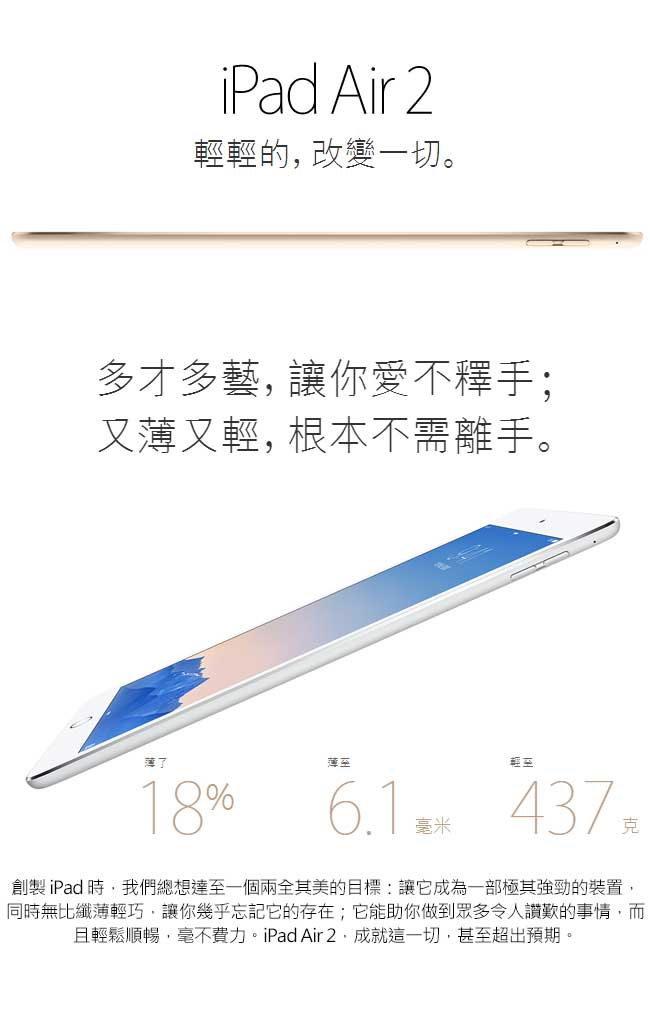 iPad Air 2
輕輕的，改變一切。
多才多藝，讓你愛不釋手；
又薄又輕，根本不需離手。
薄了 薄至 輕至
18% 6.1 毫米 437 克
創製 iPad 時，我們總想達至一個兩全其美的目標：讓它成為一部極其強勁的裝置，
同時無比纖薄輕巧，讓你幾乎忘記它的存在；它能助你做到眾多令人讚歎的事情，而
且輕鬆順暢，毫不費力。iPad Air 2，成就這一切，甚至超出預期。